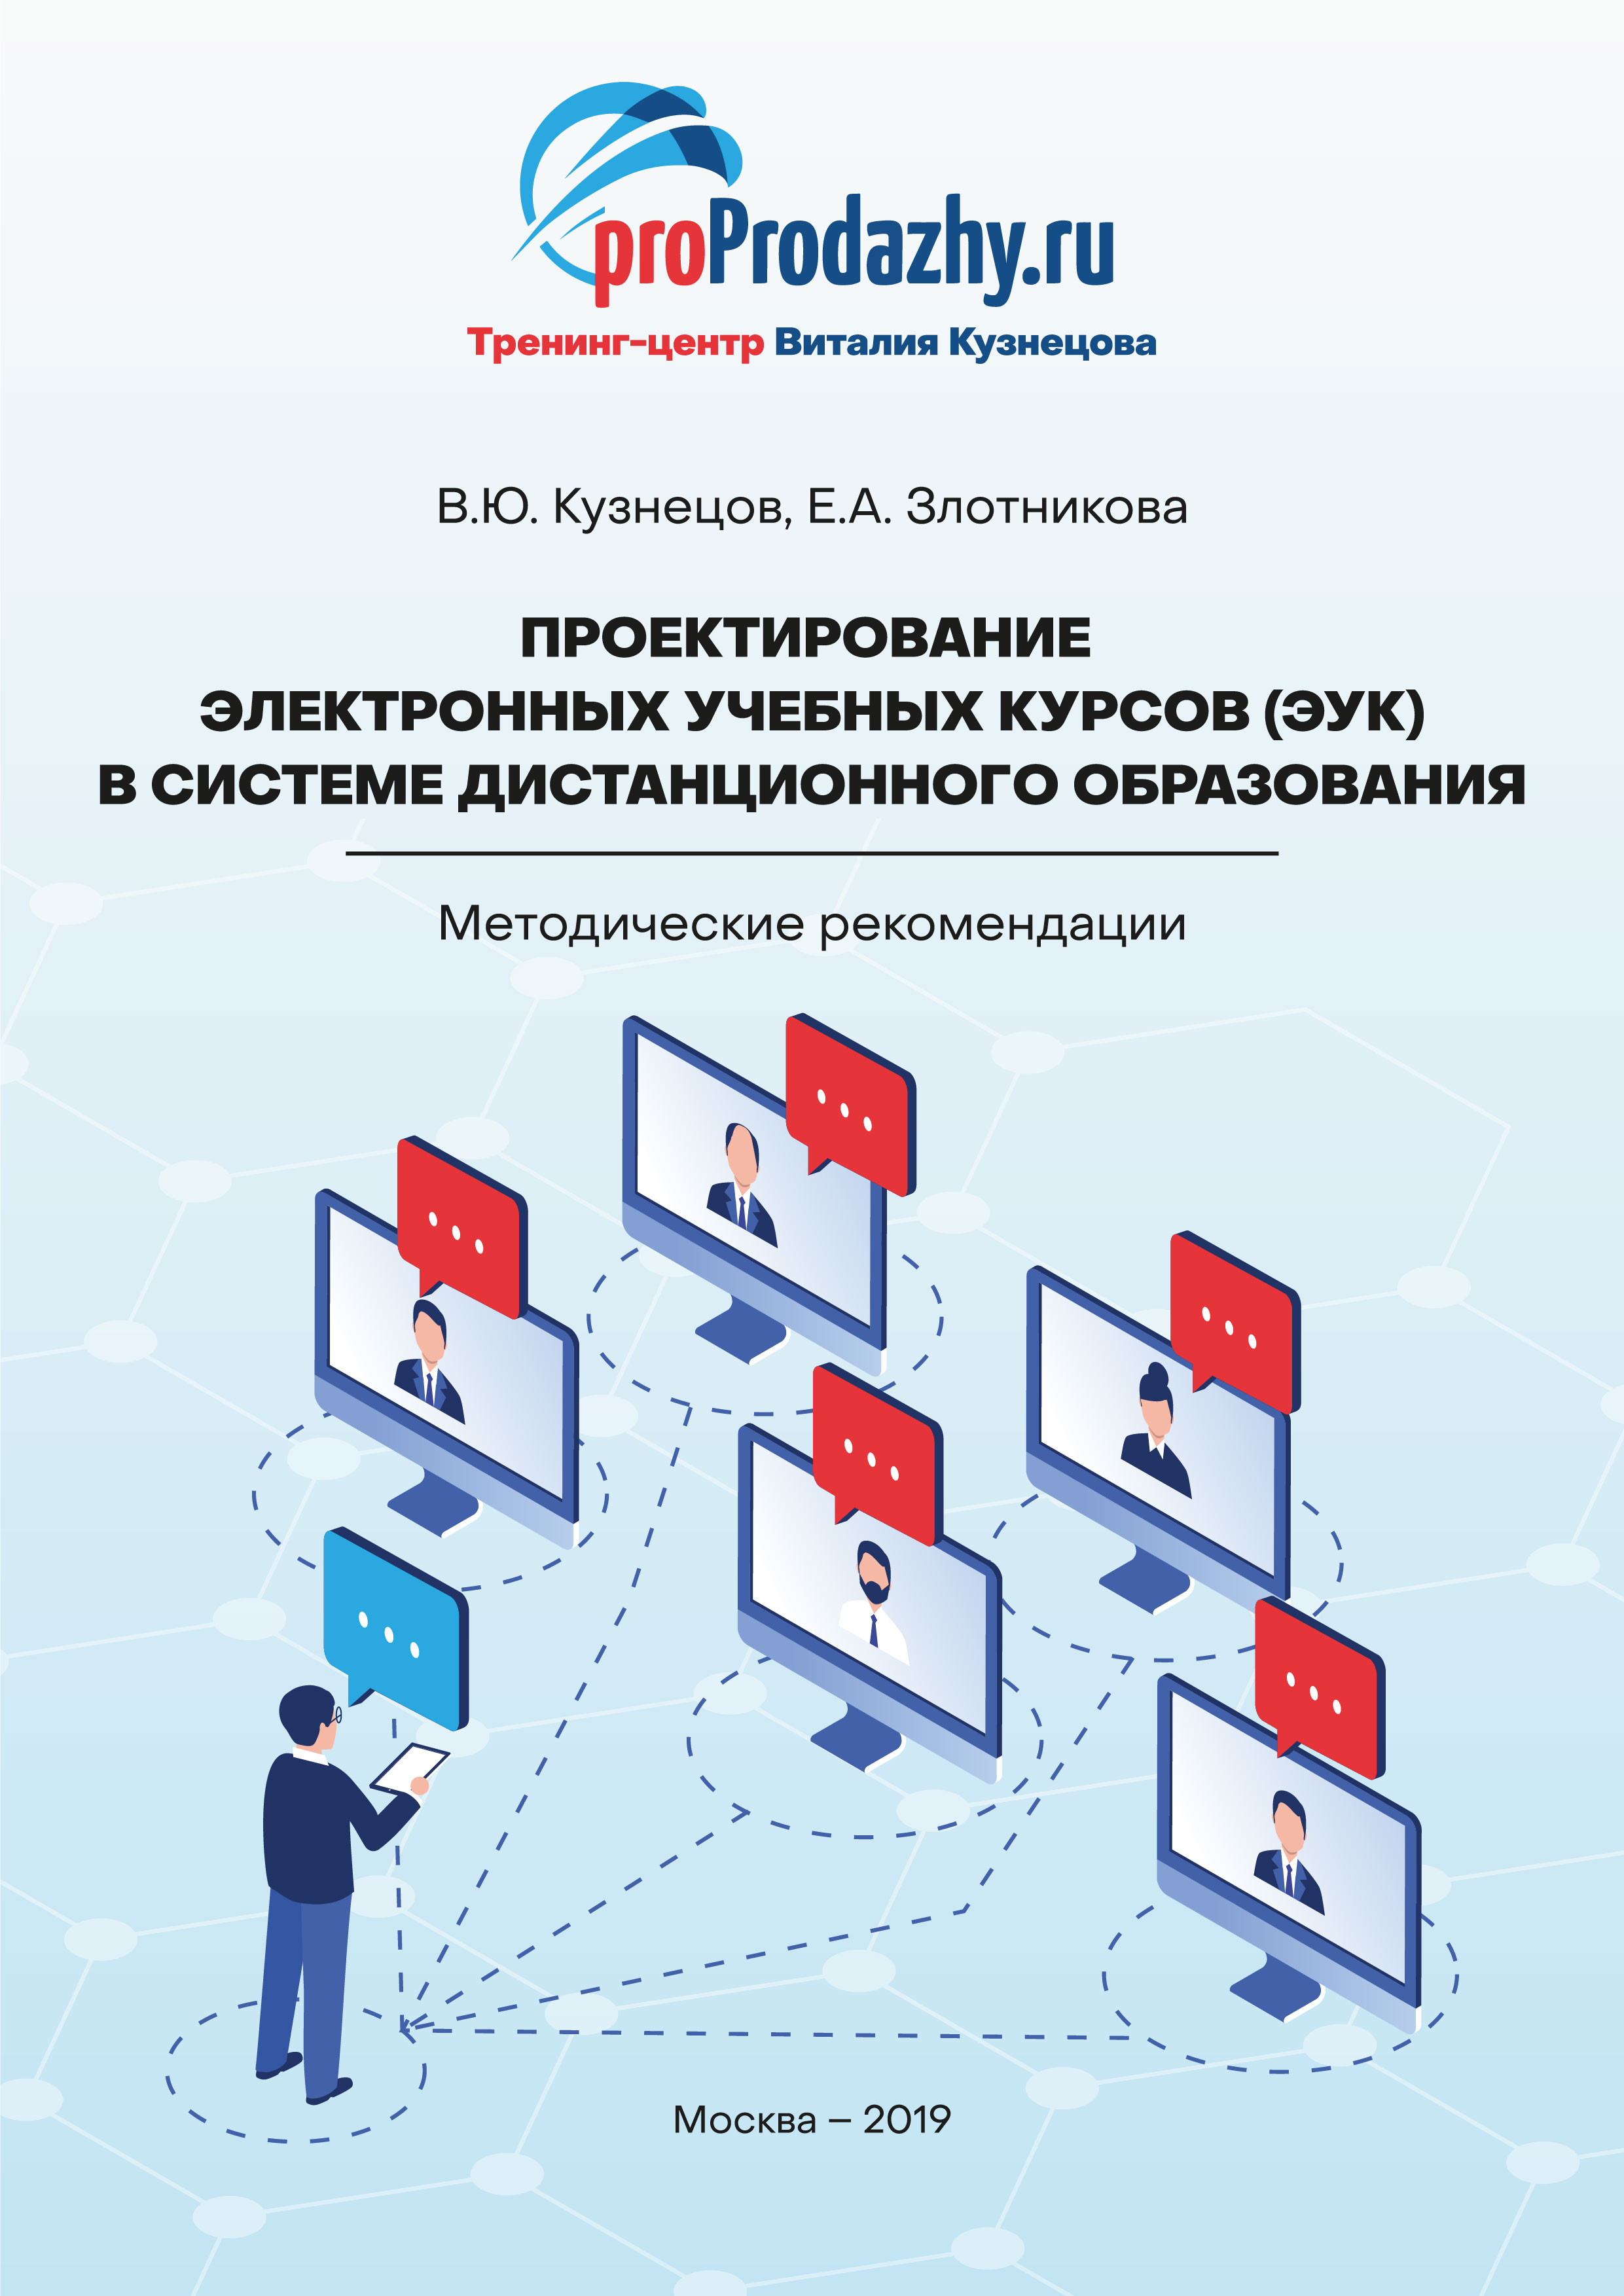 proProdazhy.ru
Тренинг-центр Виталия Кузнецова
В.Ю. Кузнецов, Е.А. Злотникова
ПРОЕКТИРОВАНИЕ
ЭЛЕКТРОННЫХ УЧЕБНЫХ КУРСОВ (ЭУК)
В СИСТЕМЕ ДИСТАНЦИОННОГО ОБРАЗОВАНИЯ
Методические рекомендации
Москва – 2019